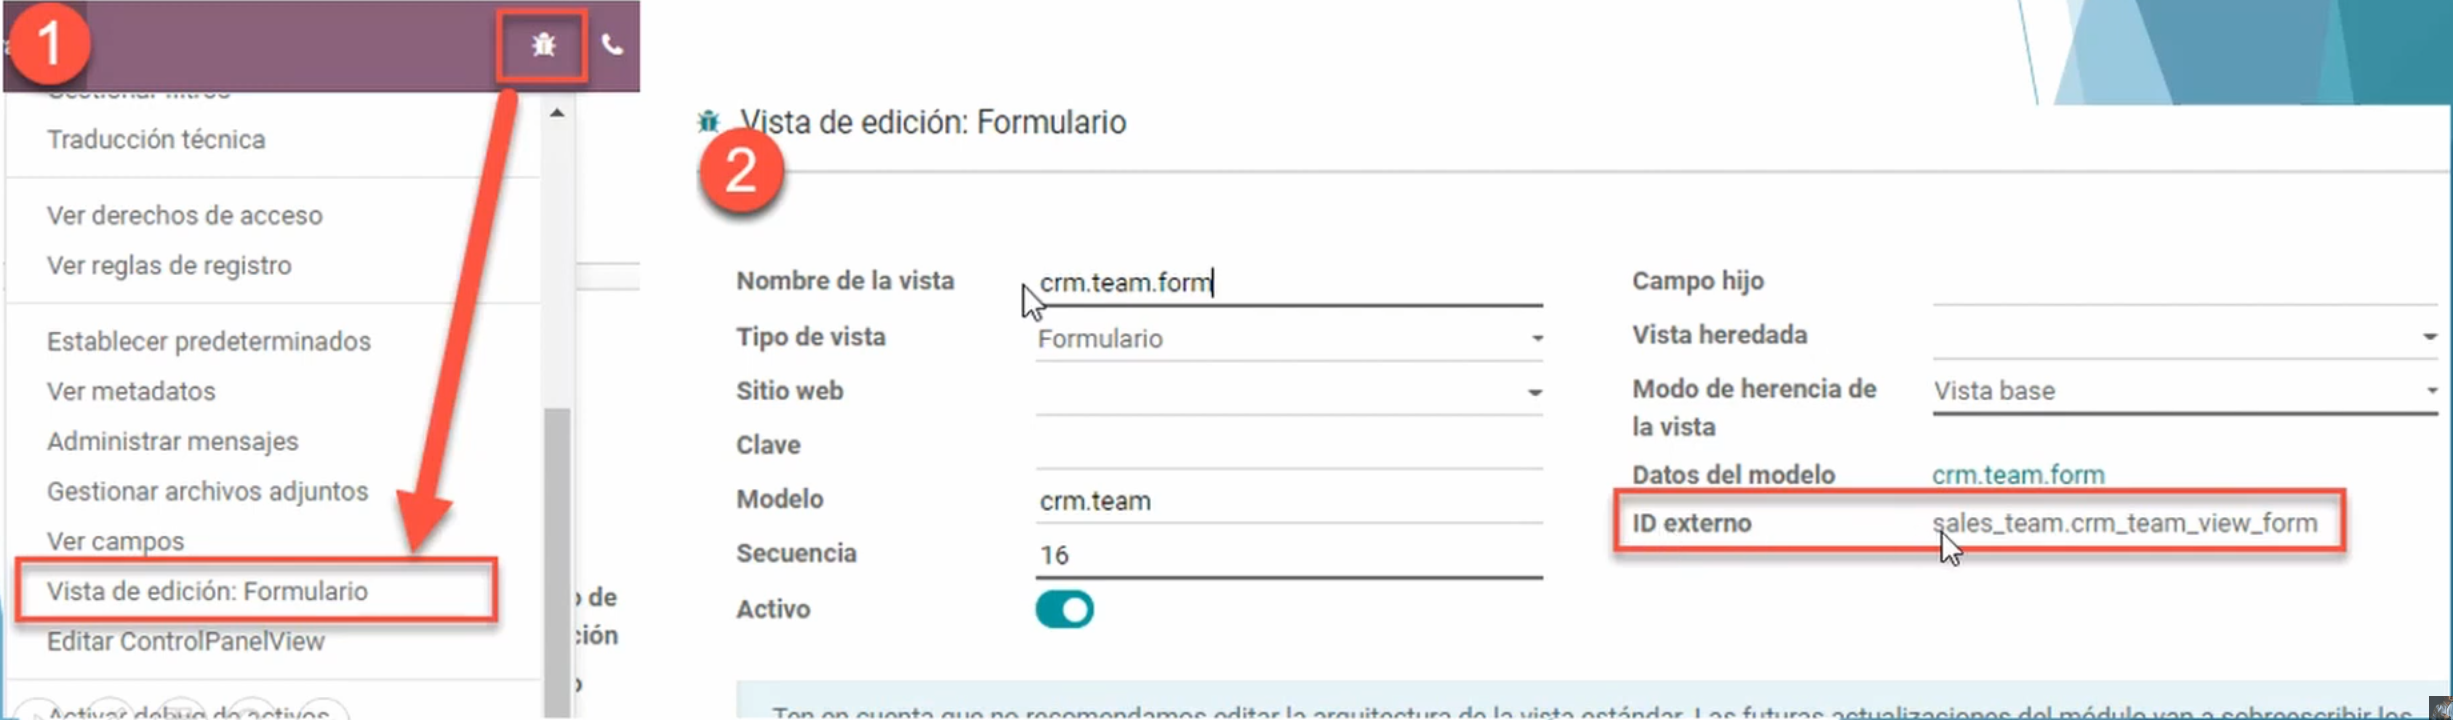 1
Gestionar filtros
Traducción técnica
Ver derechos de acceso
Ver reglas de registro
Establecer predeterminados
Ver metadatos
Administrar mensajes
Gestionar archivos adjuntos
Ver campos
Vista de edición: Formulario
Editar ControlPanelView
Activar debug de activos
de
ción
2
Vista de edición: Formulario
Nombre de la vista crm.team.form
Tipo de vista Formulario
Sitio web
Clave
Modelo crm.team
Secuencia 16
Activo
Campo hijo
Vista heredada
Modo de herencia de Vista base
la vista
Datos del modelo crm.team.form
ID externo sales_team.crm_team_view_form
Ten en cuenta que no recomendamos editar la arquitectura de la vista estándar. Las futuras actualizaciones del módulo van a sobreescribir los